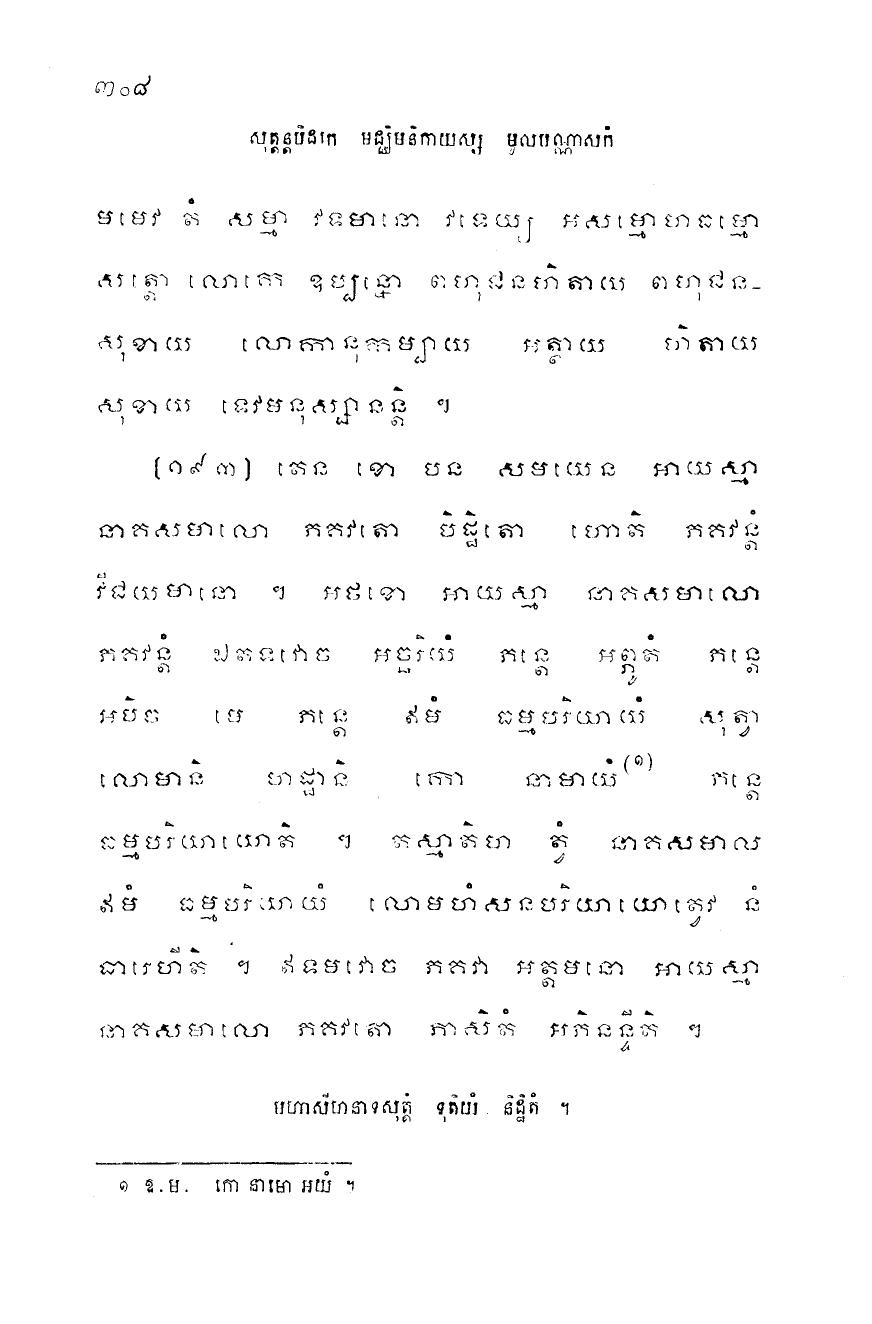 ៣០៨
សុត្តន្តបិដកេ មជ្ឈិមនិកាយស្ស មូលបណ្ណាសកំ
មមេវ តំ សម្មា វទមានោ វទេយ្យ អសម្មោហធម្មោ
សត្តោ លោកេ ឧប្បន្នោ ពហុជនហិតាយ ពហុជន-
សុខាយ លោកានុកម្បាយ អត្ថាយ ហិតាយ
សុខាយ ទេវមនុស្សានន្តិ ។
(១៩៣) តេន ខោ បន សមយេន អាយស្មា
នាគសមាលោ ភគវតោ បិដ្ឋិតោ ហោតិ ភគវន្តំ
វីជយមានោ ។ អថខោ អាយស្មា នាគសមាលោ
ភគវន្តំ ឯតទវោច អច្ឆរិយំ ភន្តេ អព្ភូតំ ភន្តេ
អបិច មេ ភន្តេ ឥមំ ធម្មបរិយាយំ សុត្វា
លោមានិ ហដ្ឋានិ កោ នាមាយំ(១) ភន្តេ
ធម្មបរិយាយោតិ ។ តស្មាតិហ ត្វំ នាគសមាល
ឥមំ ធម្មបរិយាយំ លោមហំសនបរិយាយោត្វេវ នំ
ធារេហីតិ ។ ឥទមវោច ភគវា អត្តមនោ អាយស្មា
នាគសមាលោ ភគវតោ ភាសិតំ អភិនន្ទីតិ ។
មហាសីហនាទសុត្តំ ទុតិយំ និដ្ឋិតំ ។
១ ឱ.ម. កោ នាមោ អយំ ។